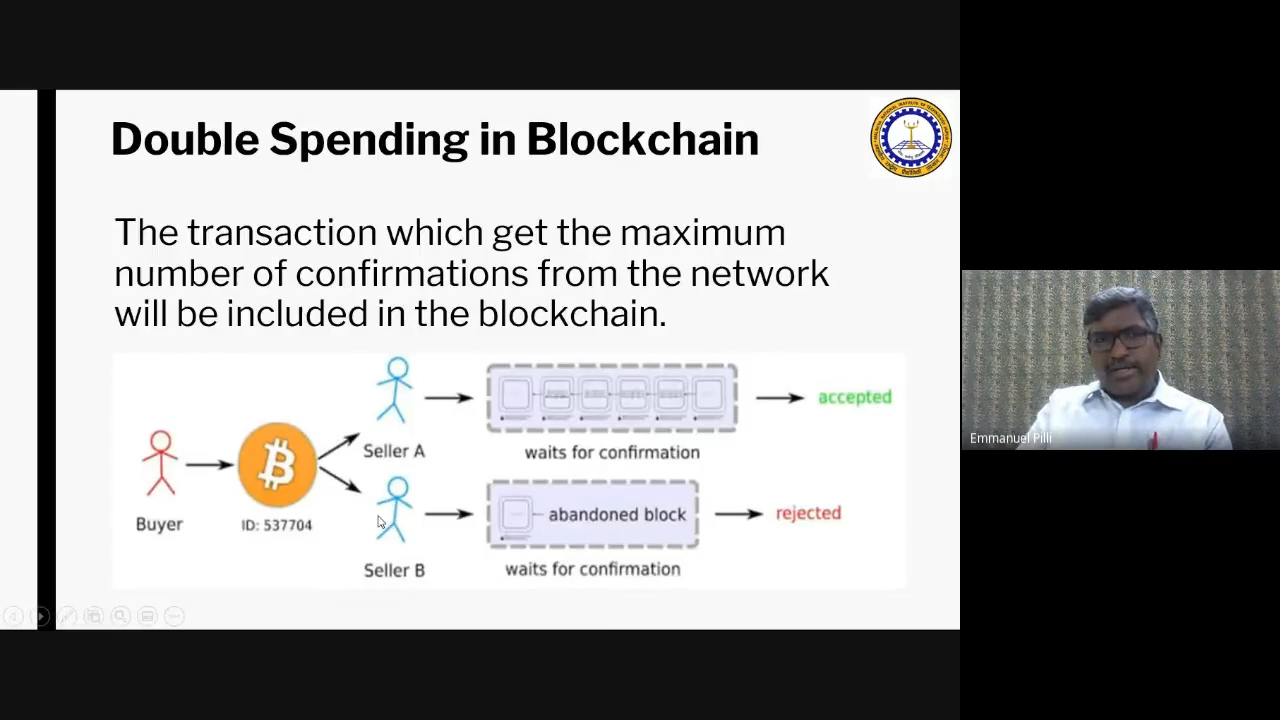 Double Spending in Blockchain
The transaction which get the maximum
number of confirmations from the network
will be included in the blockchain.
Seller A
waits for confirmation
accepted
Buyer
ID: 537704
Seller B
abandoned block
waits for confirmation
rejected
Emmanuel Pilli